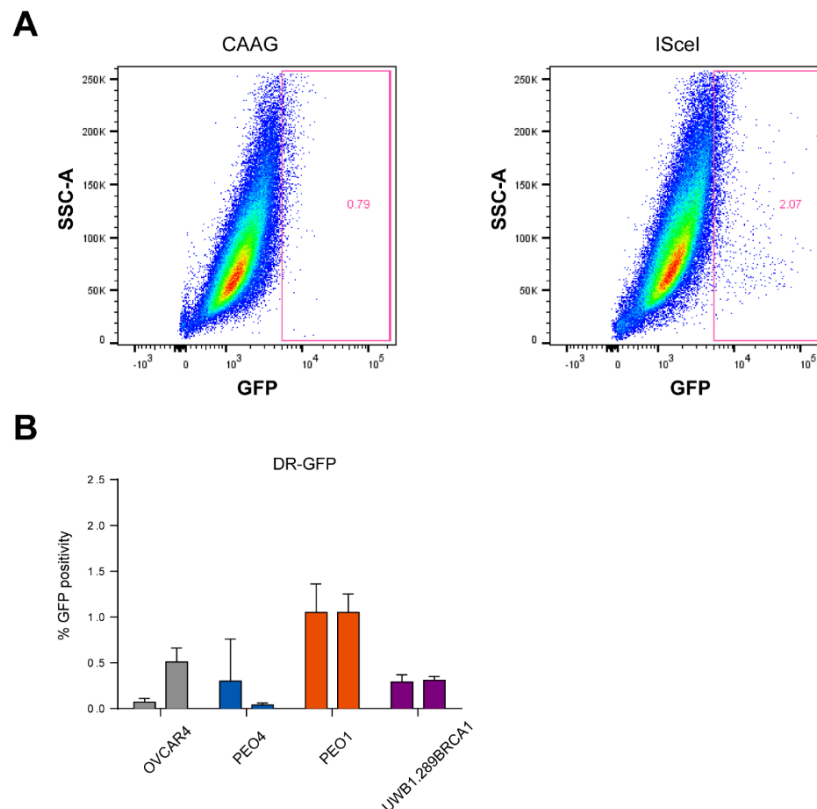 A
CAAG
ISceI
250K
200K
150K
100K
50K
0
SSC-A
0.79
-10³ 0 10³ 10⁴ 10⁵
GFP
250K
200K
150K
100K
50K
0
SSC-A
2.07
-10³ 0 10³ 10⁴ 10⁵
GFP
B
DR-GFP
2.5
2.0
1.5
1.0
0.5
0.0
% GFP positivity
OVCAR4
PEO4
PEO1
UWB1.289BRCA1